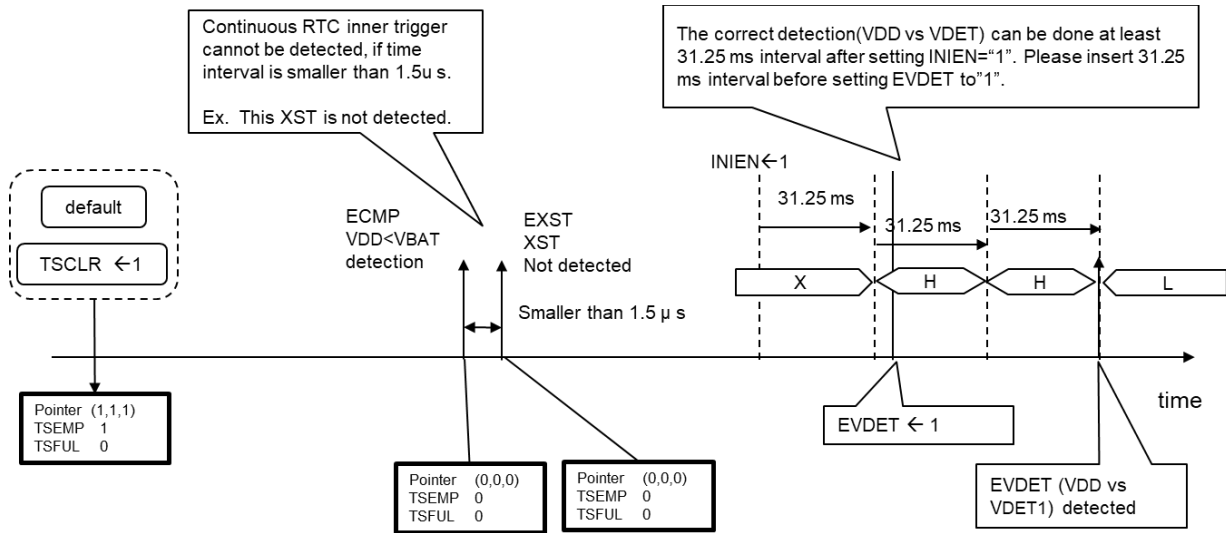 Continuous RTC inner trigger
cannot be detected, if time
interval is smaller than 1.5u s.
Ex. This XST is not detected.
The correct detection(VDD vs VDET) can be done at least
31.25 ms interval after setting INIEN=“1”. Please insert 31.25
ms interval before setting EVDET to”1”.
default
TSCLR ←1
ECMP
VDD<VBAT
detection
EXST
XST
Not detected
Smaller than 1.5 μ s
INIEN←1
31.25 ms
31.25 ms
31.25 ms
X
H
H
L
time
Pointer (1,1,1)
TSEMP 1
TSFUL 0
Pointer (0,0,0)
TSEMP 0
TSFUL 0
Pointer (0,0,0)
TSEMP 0
TSFUL 0
EVDET ← 1
EVDET (VDD vs
VDET1) detected